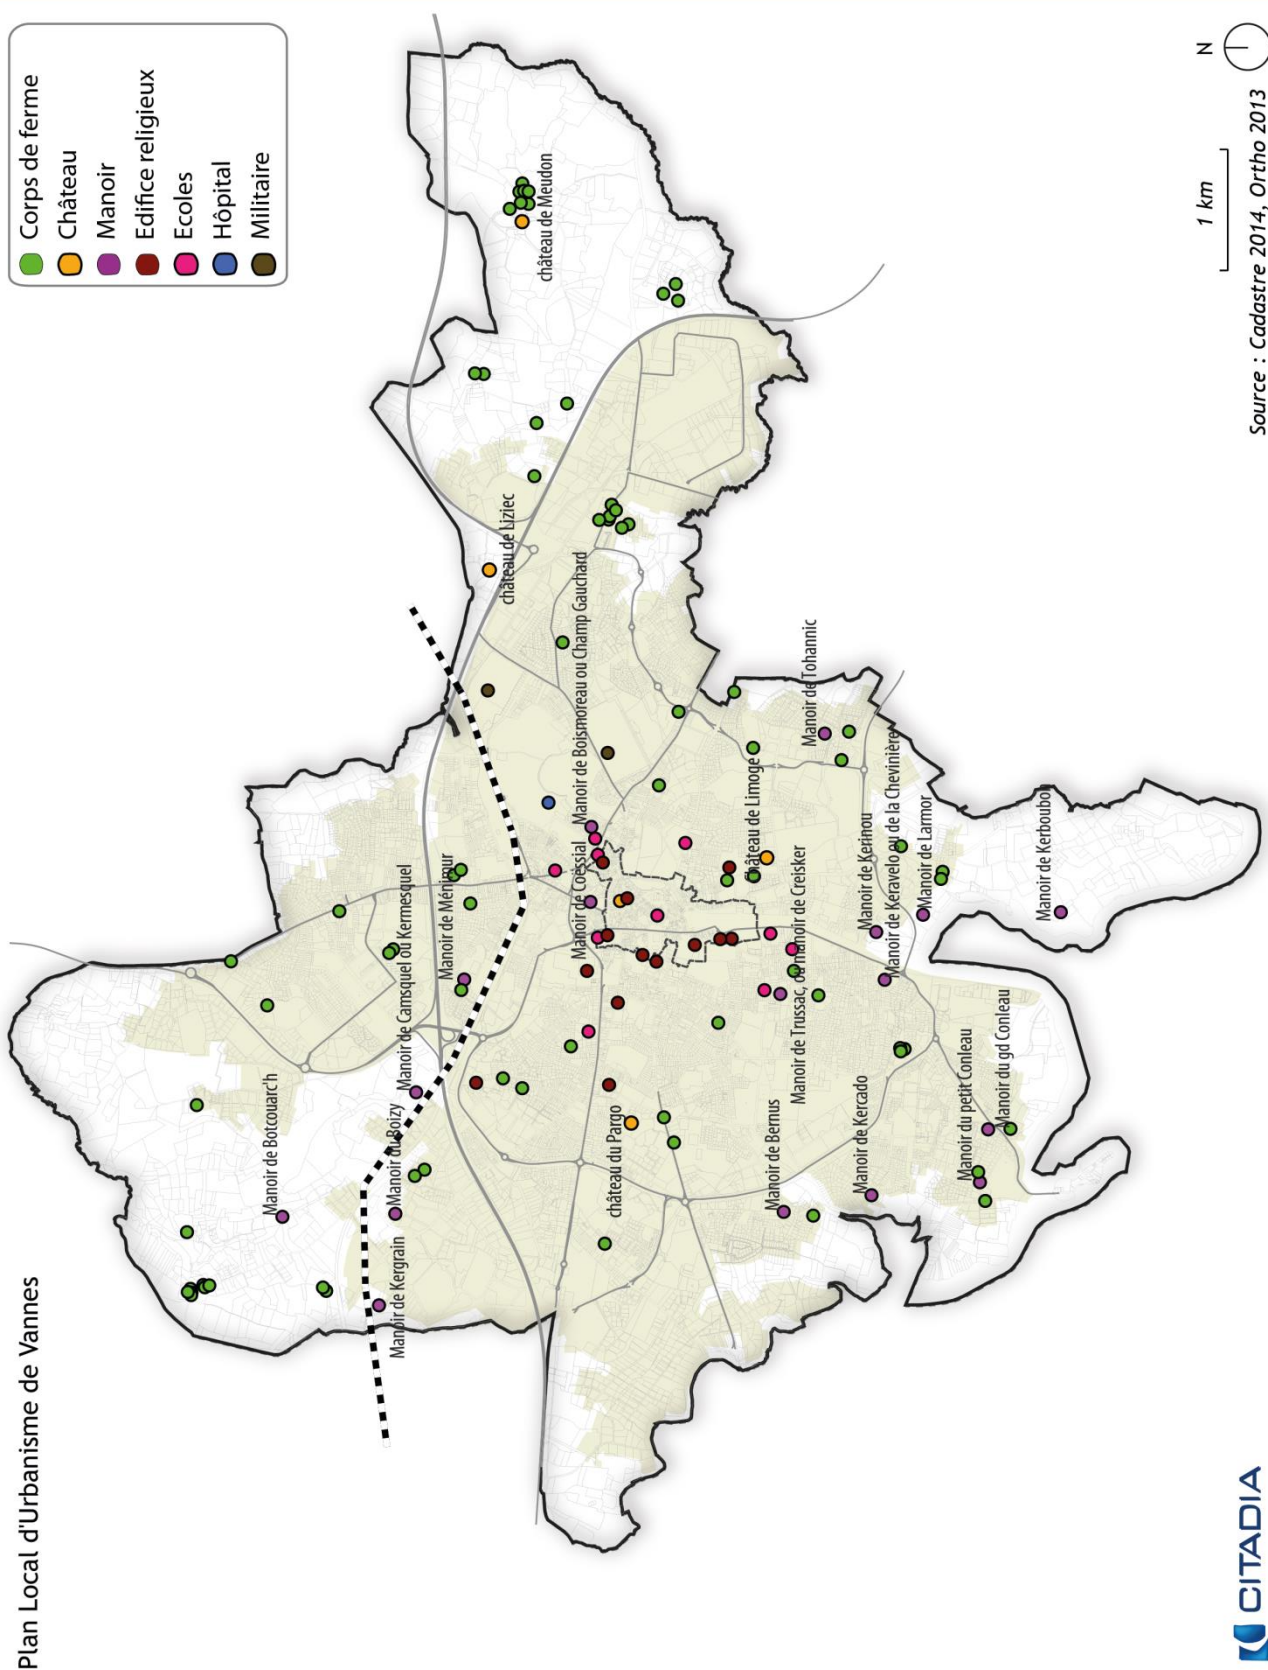 Plan Local d'Urbanisme de Vannes
Corps de ferme
Château
Manoir
Edifice religieux
Ecoles
Hôpital
Militaire
Manoir de Botcouarc'h
Manoir de Kergrain
Manoir du Boizy
Manoir de Camsquel ou Kermesquel
Manoir de Ménimur
château de Liziec
château de Meudon
Manoir de Coëssial
Manoir de Boismoreau ou Champ Gauchard
château du Pargo
château de Limoge
Manoir de Bernus
Manoir de Trussac, ou manoir de Creisker
Manoir de Tohannic
Manoir de Kercado
Manoir de Kerinou
Manoir de Keravelo ou de la Chevinière
Manoir de Larmor
Manoir du petit Conleau
Manoir du gd Conleau
Manoir de Kerboubon
CITADIA
1 km
N
Source : Cadastre 2014, Ortho 2013